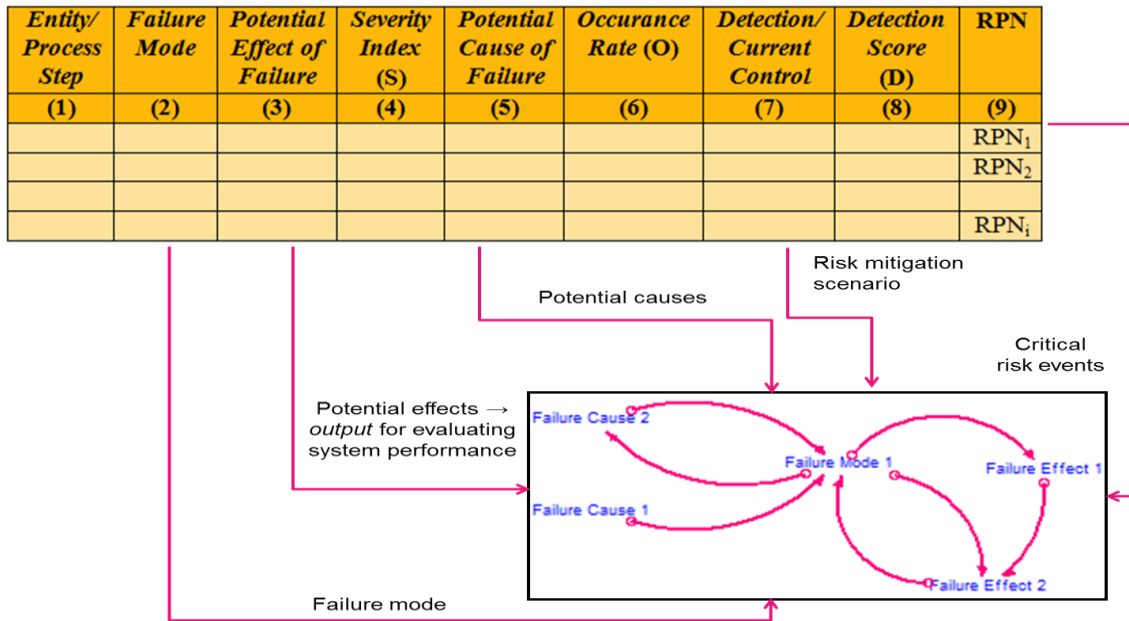 Entity/ Process Step
Failure Mode
Potential Effect of Failure
Severity Index (S)
Potential Cause of Failure
Occurance Rate (O)
Detection/ Current Control
Detection Score (D)
RPN
(1) (2) (3) (4) (5) (6) (7) (8) (9)
RPN1
RPN2
RPNi
Risk mitigation
scenario
Potential causes
Critical
risk events
Potential effects →
output for evaluating
system performance
Failure Cause 2
Failure Mode 1
Failure Effect 1
Failure Cause 1
Failure Effect 2
Failure mode